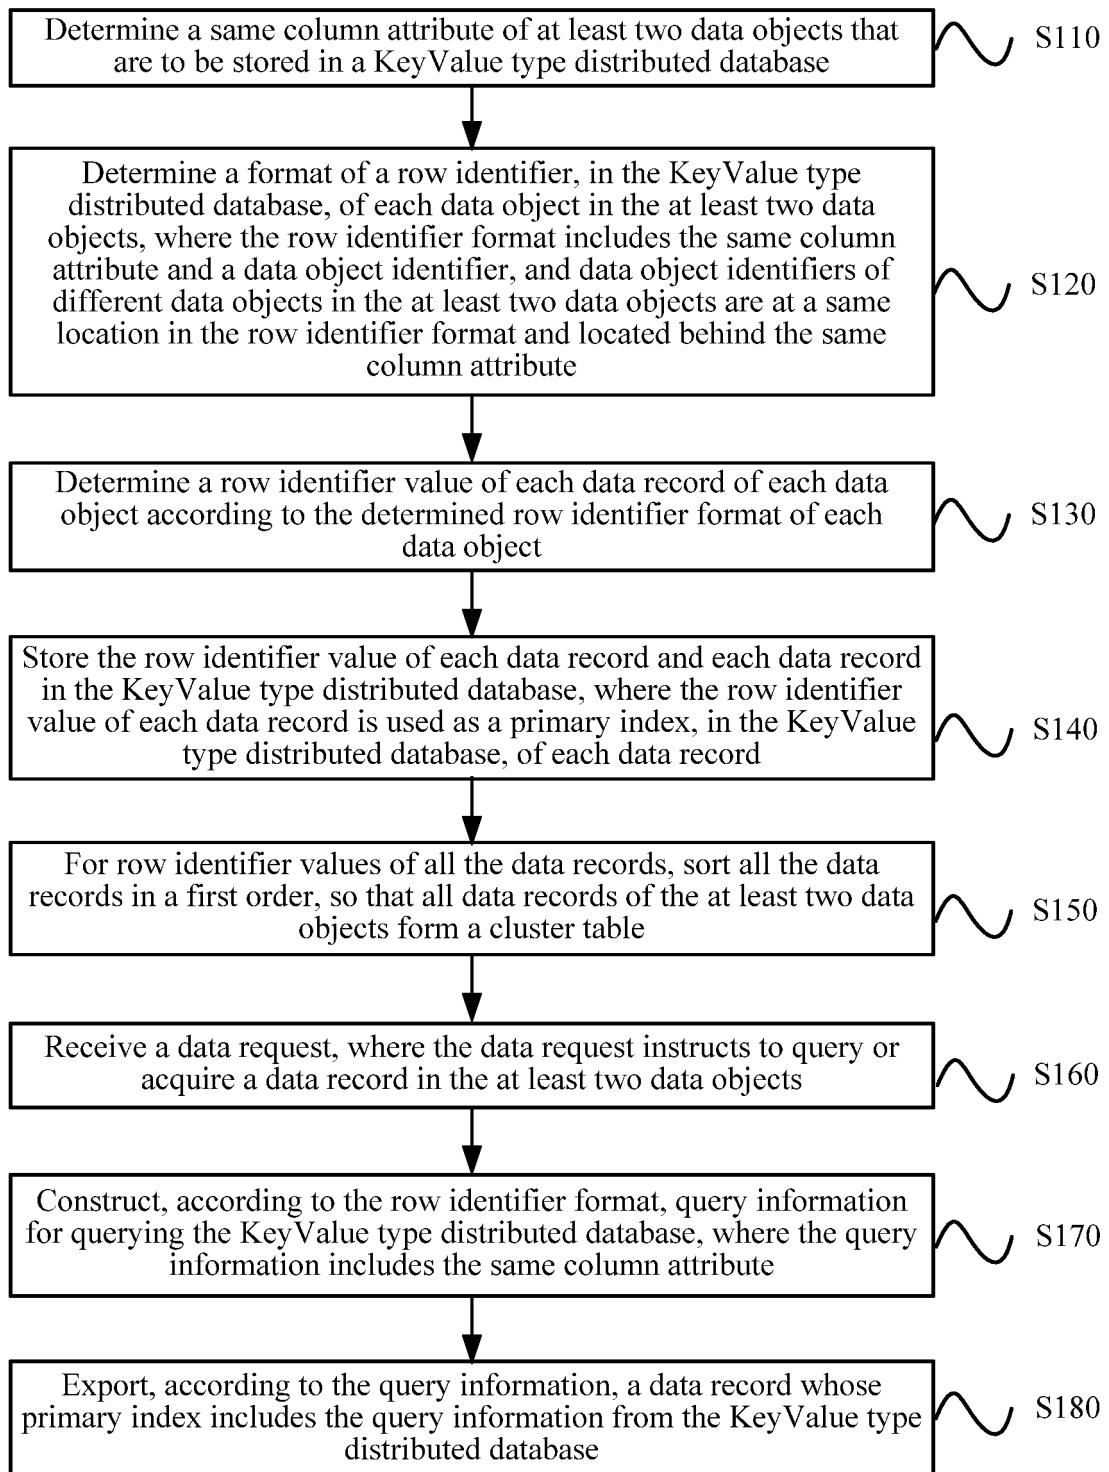 Determine a same column attribute of at least two data objects that
are to be stored in a KeyValue type distributed database
S110
Determine a format of a row identifier, in the KeyValue type
distributed database, of each data object in the at least two data
objects, where the row identifier format includes the same column
attribute and a data object identifier, and data object identifiers of
different data objects in the at least two data objects are at a same
location in the row identifier format and located behind the same
column attribute
S120
Determine a row identifier value of each data record of each data
object according to the determined row identifier format of each
data object
S130
Store the row identifier value of each data record and each data record
in the KeyValue type distributed database, where the row identifier
value of each data record is used as a primary index, in the KeyValue
type distributed database, of each data record
S140
For row identifier values of all the data records, sort all the data
records in a first order, so that all data records of the at least two data
objects form a cluster table
S150
Receive a data request, where the data request instructs to query or
acquire a data record in the at least two data objects
S160
Construct, according to the row identifier format, query information
for querying the KeyValue type distributed database, where the query
information includes the same column attribute
S170
Export, according to the query information, a data record whose
primary index includes the query information from the KeyValue type
distributed database
S180